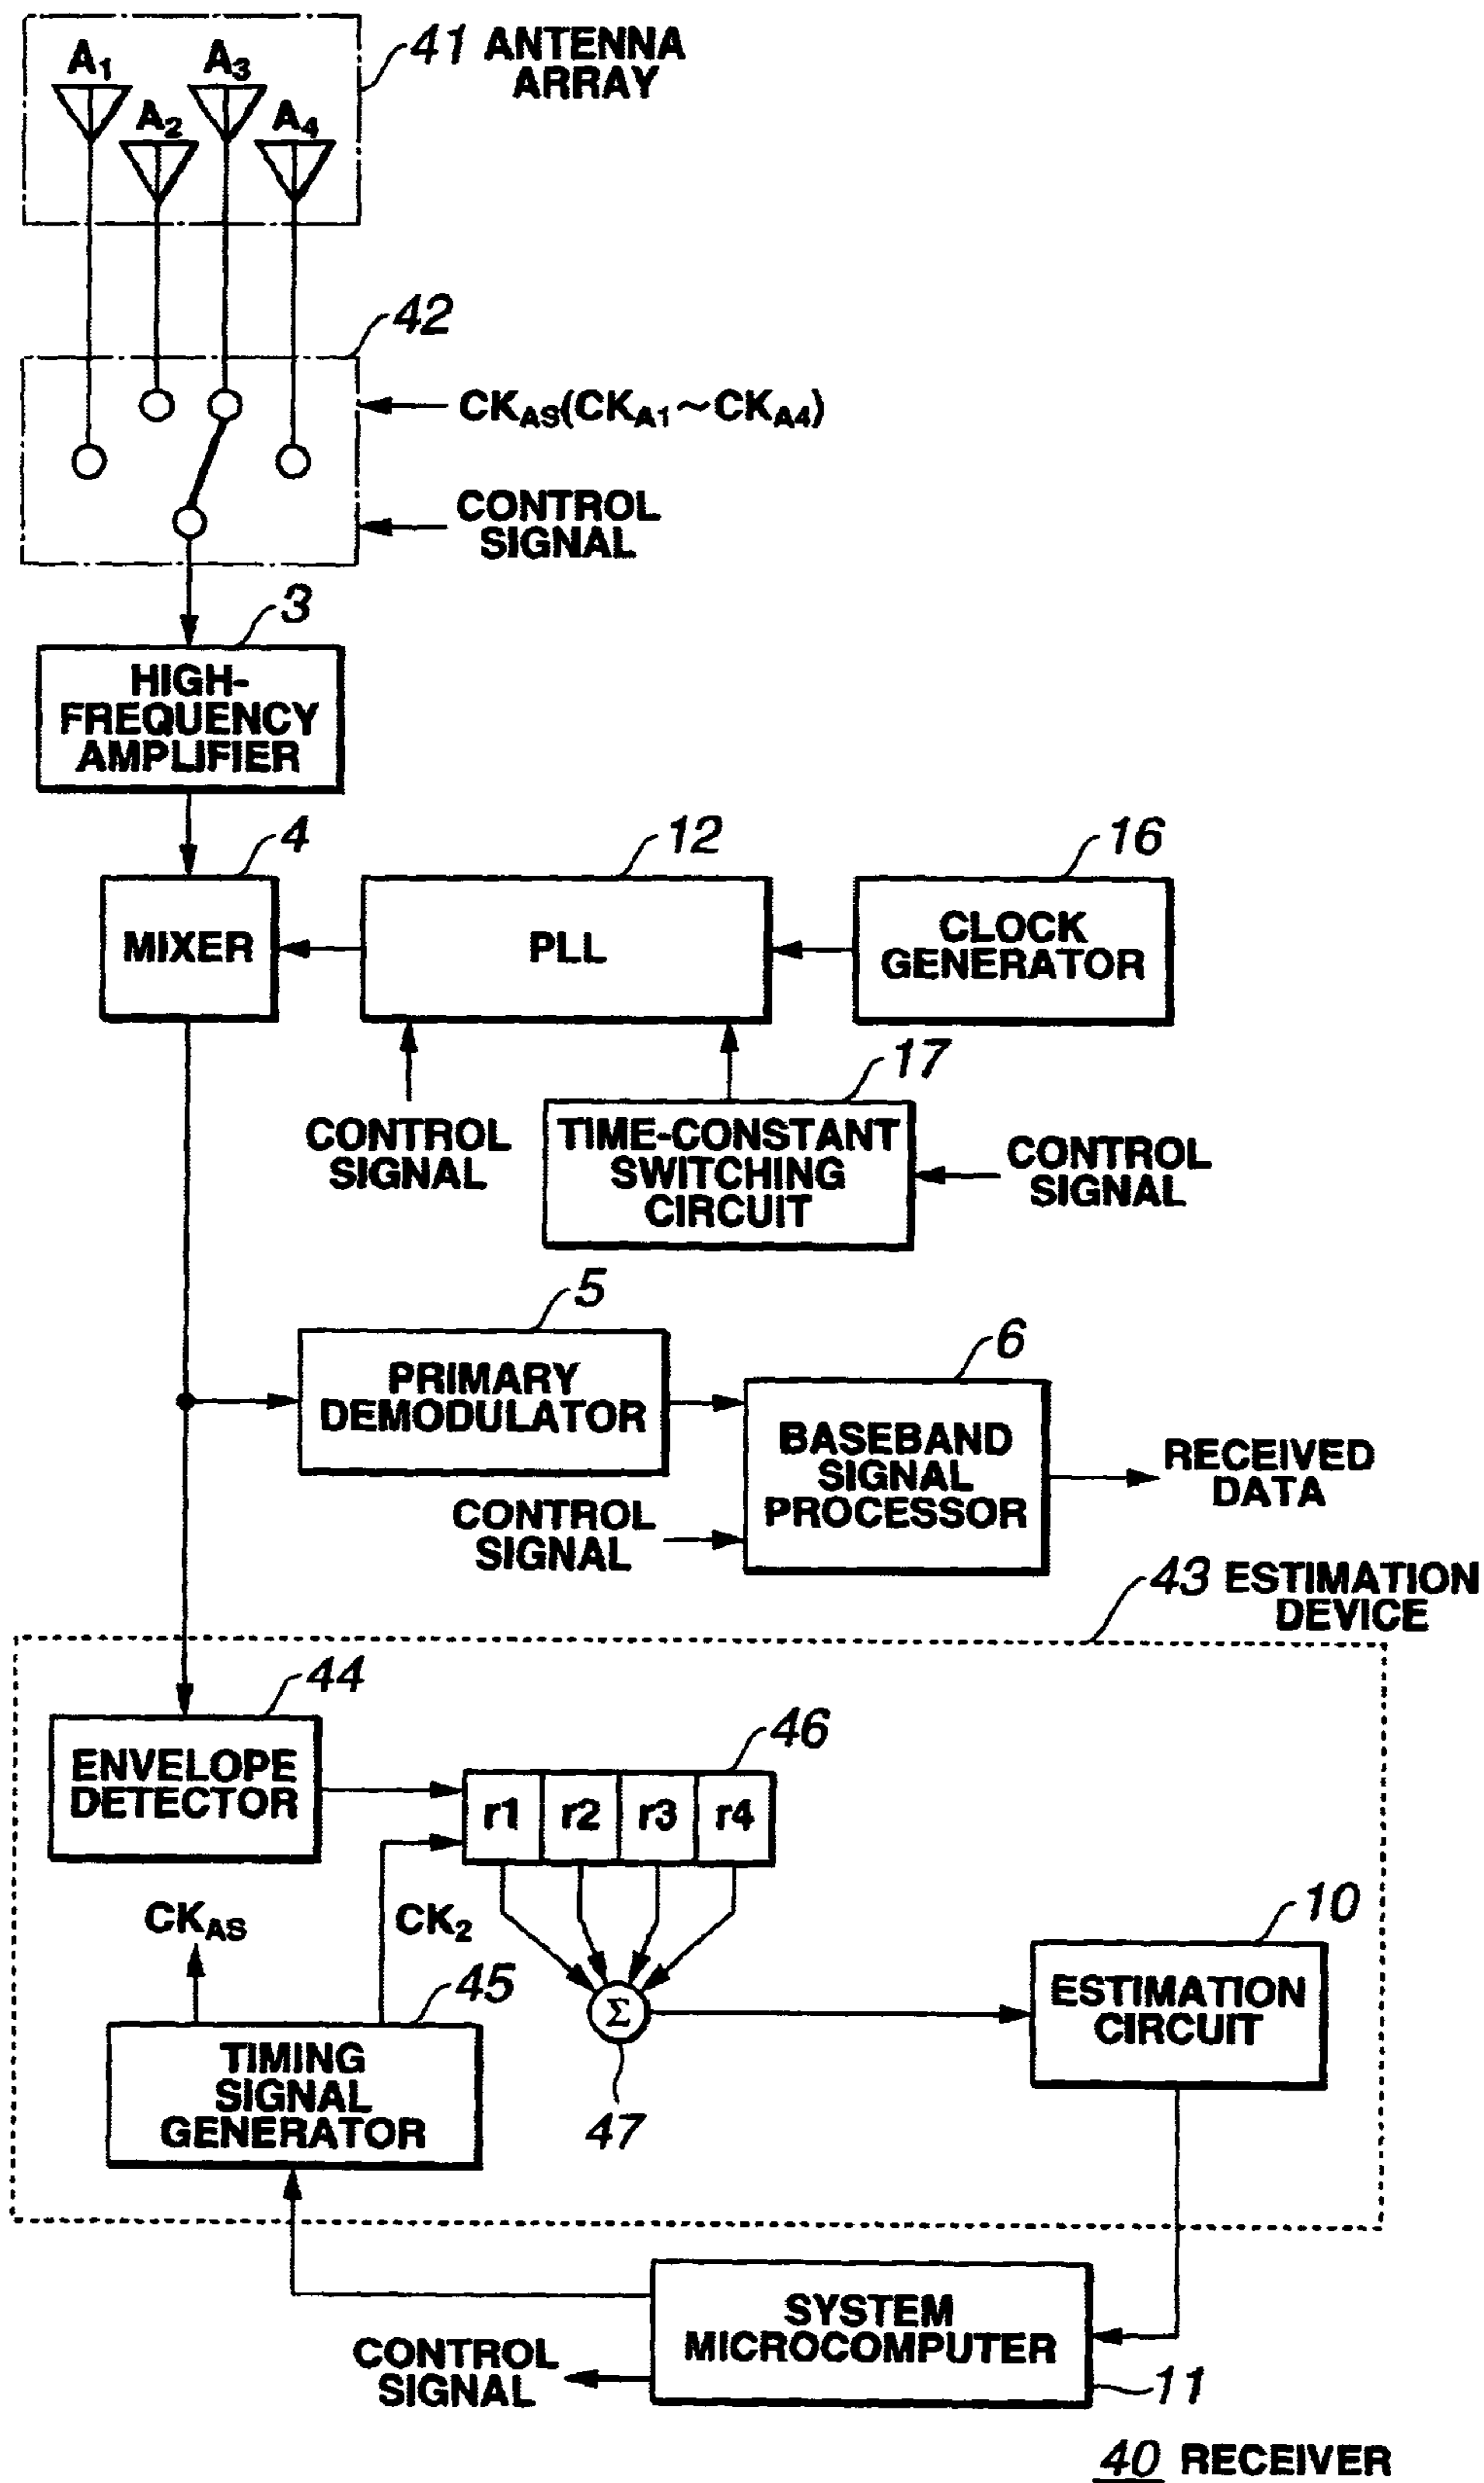 41 ANTENNA
ARRAY
A1
A3
A2
A4
42
CKAS(CKA1~CKA4)
CONTROL
SIGNAL
3
HIGH-
FREQUENCY
AMPLIFIER
4
12
16
MIXER
PLL
CLOCK
GENERATOR
17
CONTROL
SIGNAL
TIME-CONSTANT
SWITCHING
CIRCUIT
CONTROL
SIGNAL
5
PRIMARY
DEMODULATOR
6
BASEBAND
SIGNAL
PROCESSOR
RECEIVED
DATA
CONTROL
SIGNAL
43 ESTIMATION
DEVICE
44
ENVELOPE
DETECTOR
46
r1 r2 r3 r4
CKAS
CK2
10
45
ESTIMATION
CIRCUIT
Σ
TIMING
SIGNAL
GENERATOR
47
SYSTEM
MICROCOMPUTER
CONTROL
SIGNAL
11
40 RECEIVER